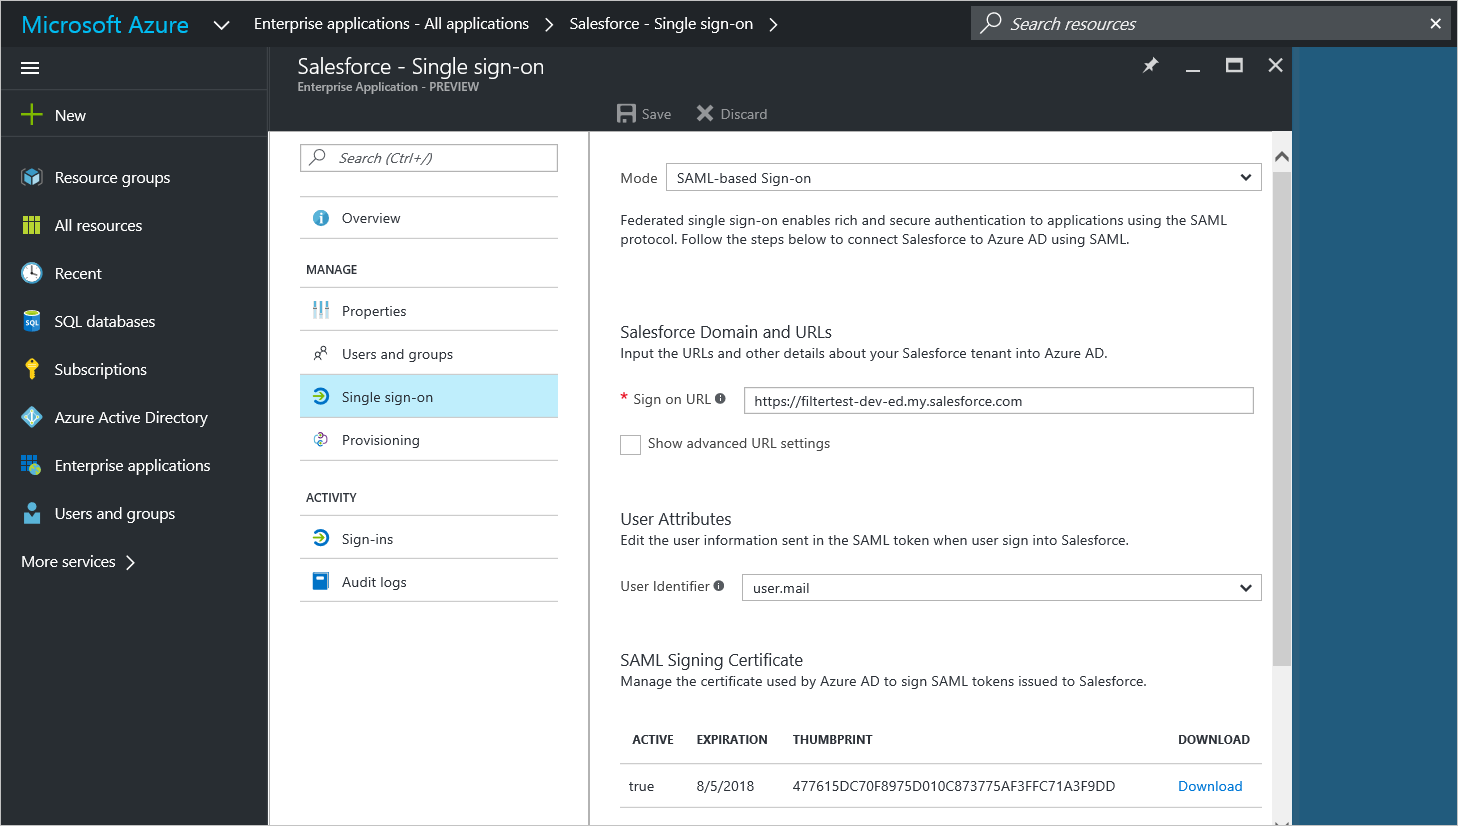 Microsoft Azure
Enterprise applications - All applications
Salesforce - Single sign-on
Search resources
New
Resource groups
All resources
Recent
SQL databases
Subscriptions
Azure Active Directory
Enterprise applications
Users and groups
More services
Salesforce - Single sign-on
Enterprise Application - PREVIEW
Save
Discard
Search (Ctrl+/)
Overview
MANAGE
Properties
Users and groups
Single sign-on
Provisioning
ACTIVITY
Sign-ins
Audit logs
Mode SAML-based Sign-on
Federated single sign-on enables rich and secure authentication to applications using the SAML
protocol. Follow the steps below to connect Salesforce to Azure AD using SAML.
Salesforce Domain and URLs
Input the URLs and other details about your Salesforce tenant into Azure AD.
* Sign on URL https://filtertest-dev-ed.my.salesforce.com
Show advanced URL settings
User Attributes
Edit the user information sent in the SAML token when user sign into Salesforce.
User Identifier user.mail
SAML Signing Certificate
Manage the certificate used by Azure AD to sign SAML tokens issued to Salesforce.
ACTIVE EXPIRATION THUMBPRINT DOWNLOAD
true 8/5/2018 477615DC70F8975D010C873775AF3FFC71A3F9DD Download